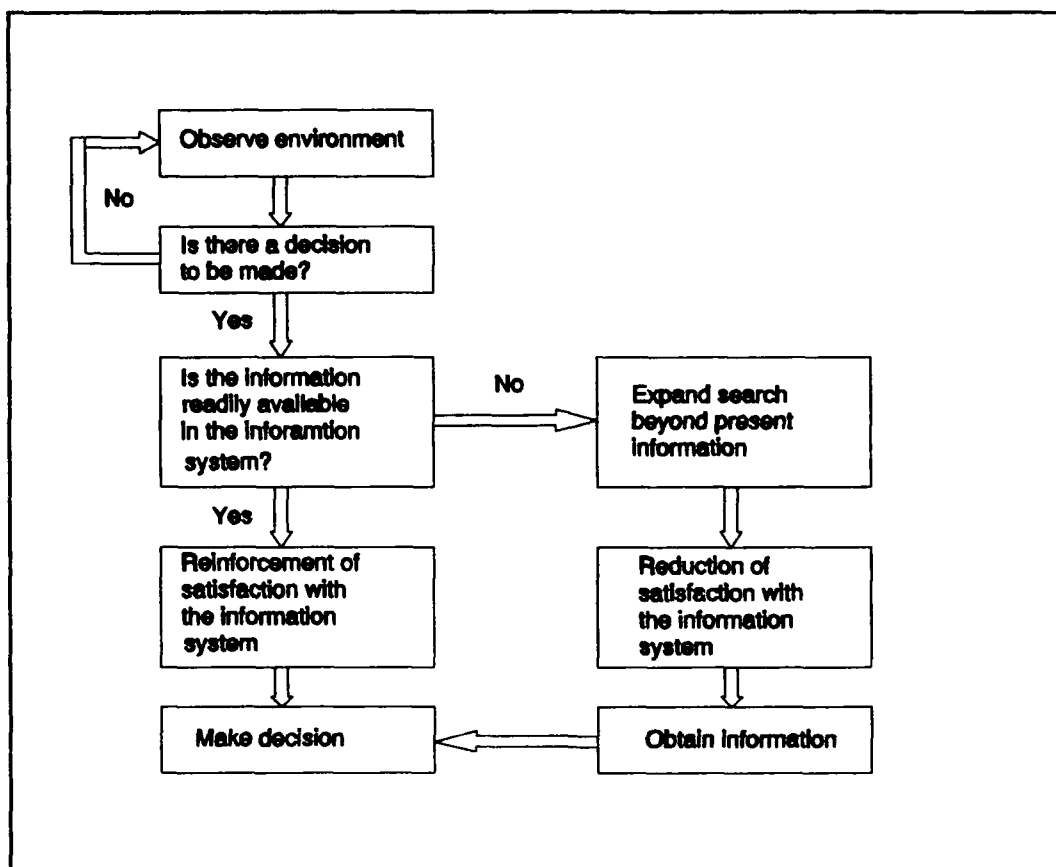 Observe environment
No
Is there a decision
to be made?
Yes
Is the information
readily available
in the inforamtion
system?
No
Expand search
beyond present
information
Yes
Reinforcement of
satisfaction with
the information
system
Reduction of
satisfaction with
the information
system
Make decision
Obtain information